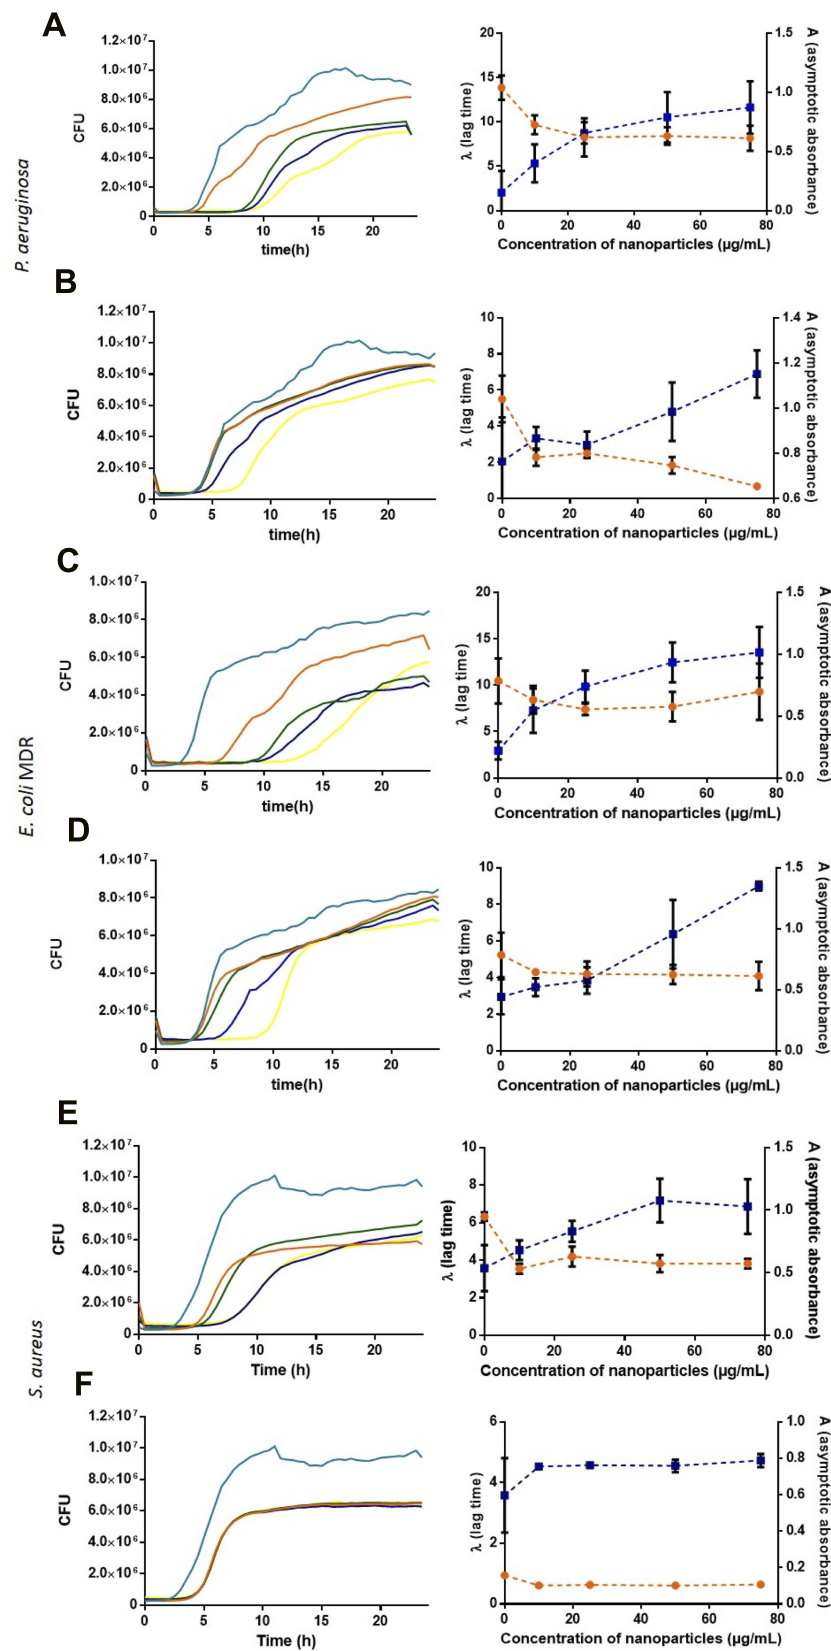 A
1.2×10⁷
1.0×10⁷
8.0×10⁶
6.0×10⁶
4.0×10⁶
2.0×10⁶
0
CFU
0 5 10 15 20
time(h)
20
15
10
5
0
λ (lag time)
1.5
1.0
0.5
0.0
A (asymptotic absorbance)
0 20 40 60 80
Concentration of nanoparticles (µg/mL)
P. aeruginosa
B
1.2×10⁷
1.0×10⁷
8.0×10⁶
6.0×10⁶
4.0×10⁶
2.0×10⁶
0
CFU
0 5 10 15 20
time(h)
10
8
6
4
2
0
λ (lag time)
1.4
1.2
1.0
0.8
0.6
A (asymptotic absorbance)
0 20 40 60 80
Concentration of nanoparticles (µg/mL)
C
1.0×10⁷
8.0×10⁶
6.0×10⁶
4.0×10⁶
2.0×10⁶
0
CFU
0 5 10 15 20
time(h)
20
15
10
5
0
λ (lag time)
1.5
1.0
0.5
0.0
A (asymptotic absorbance)
0 20 40 60 80
Concentration of nanoparticles (µg/mL)
E. coli MDR
D
1.0×10⁷
8.0×10⁶
6.0×10⁶
4.0×10⁶
2.0×10⁶
0
CFU
0 5 10 15 20
time(h)
10
8
6
4
2
0
λ (lag time)
1.5
1.0
0.5
0.0
A (asymptotic absorbance)
0 20 40 60 80
Concentration of nanoparticles (µg/mL)
E
1.2×10⁷
1.0×10⁷
8.0×10⁶
6.0×10⁶
4.0×10⁶
2.0×10⁶
0
CFU
0 5 10 15 20
Time (h)
10
8
6
4
2
0
λ (lag time)
1.5
1.0
0.5
0.0
A (asymptotic absorbance)
0 20 40 60 80
Concentration of nanoparticles (µg/mL)
S. aureus
F
1.2×10⁷
1.0×10⁷
8.0×10⁶
6.0×10⁶
4.0×10⁶
2.0×10⁶
0
CFU
0 5 10 15 20
Time (h)
6
4
2
0
λ (lag time)
1.0
0.8
0.6
0.4
0.2
0.0
A (asymptotic absorbance)
0 20 40 60 80
Concentration of nanoparticles (µg/mL)